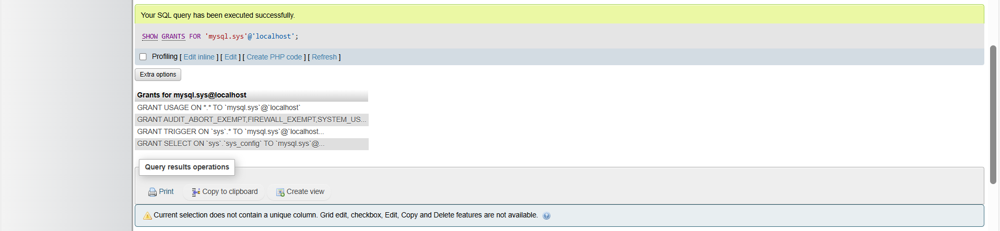 Your SQL query has been executed successfully.
SHOW GRANTS FOR 'mysql.sys'@'localhost';
Profiling [ Edit inline ] [ Edit ] [ Create PHP code ] [ Refresh ]
Extra options
Grants for mysql.sys@localhost
GRANT USAGE ON *.* TO `mysql.sys`@`localhost`
GRANT AUDIT_ABORT_EXEMPT,FIREWALL_EXEMPT,SYSTEM_US...
GRANT TRIGGER ON `sys`.* TO `mysql.sys`@`localhost...
GRANT SELECT ON `sys`.`sys_config` TO `mysql.sys`@...
Query results operations
Print Copy to clipboard Create view
Current selection does not contain a unique column. Grid edit, checkbox, Edit, Copy and Delete features are not available.